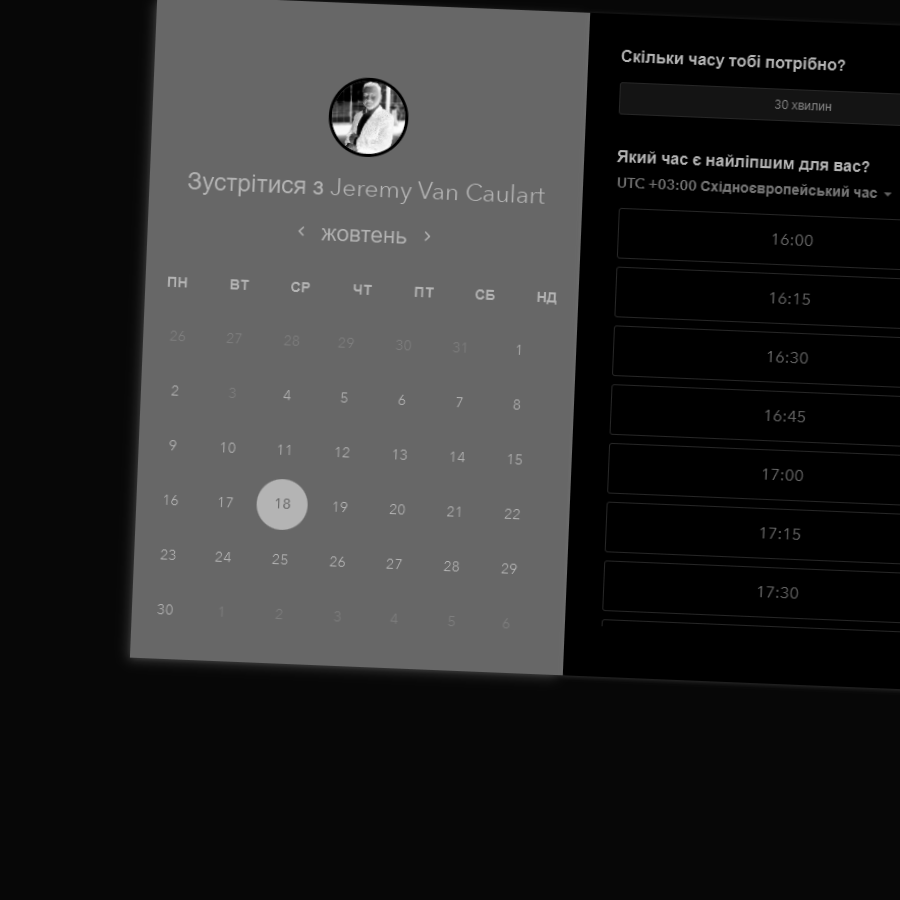 Зустрітися з Jeremy Van Caulart
жовтень
ПН ВТ СР ЧТ ПТ СБ НД
26 27 28 29 30 31 1
2 3 4 5 6 7 8
9 10 11 12 13 14 15
16 17 18 19 20 21 22
23 24 25 26 27 28 29
30 1 2 3 4 5 6
Скільки часу тобі потрібно?
30 хвилин
Який час є найліпшим для вас?
UTC +03:00 Східноєвропейський час
16:00
16:15
16:30
16:45
17:00
17:15
17:30